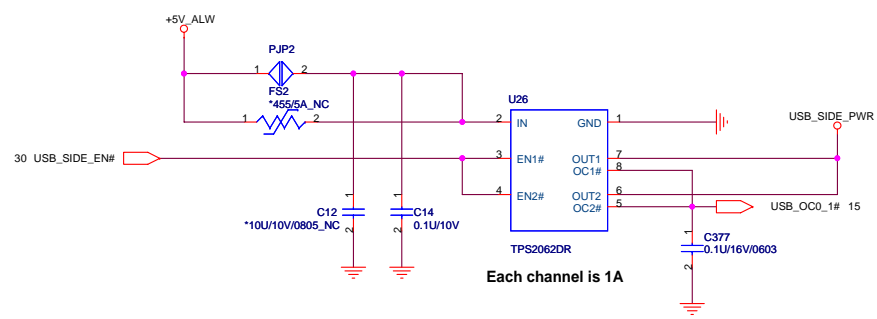 +5V_ALW
PJP2
1 2
FS2
*455/5A_NC
1 2
U26
2 IN GND 1
USB_SIDE_PWR
30 USB_SIDE_EN#
3 EN1# OUT1 7
OC1# 8
4 EN2# OUT2 6
OC2# 5
USB_OC0_1# 15
1 C12 2
*10U/10V/0805_NC
1 C14 2
0.1U/10V
1 C377 2
0.1U/16V/0603
TPS2062DR
Each channel is 1A